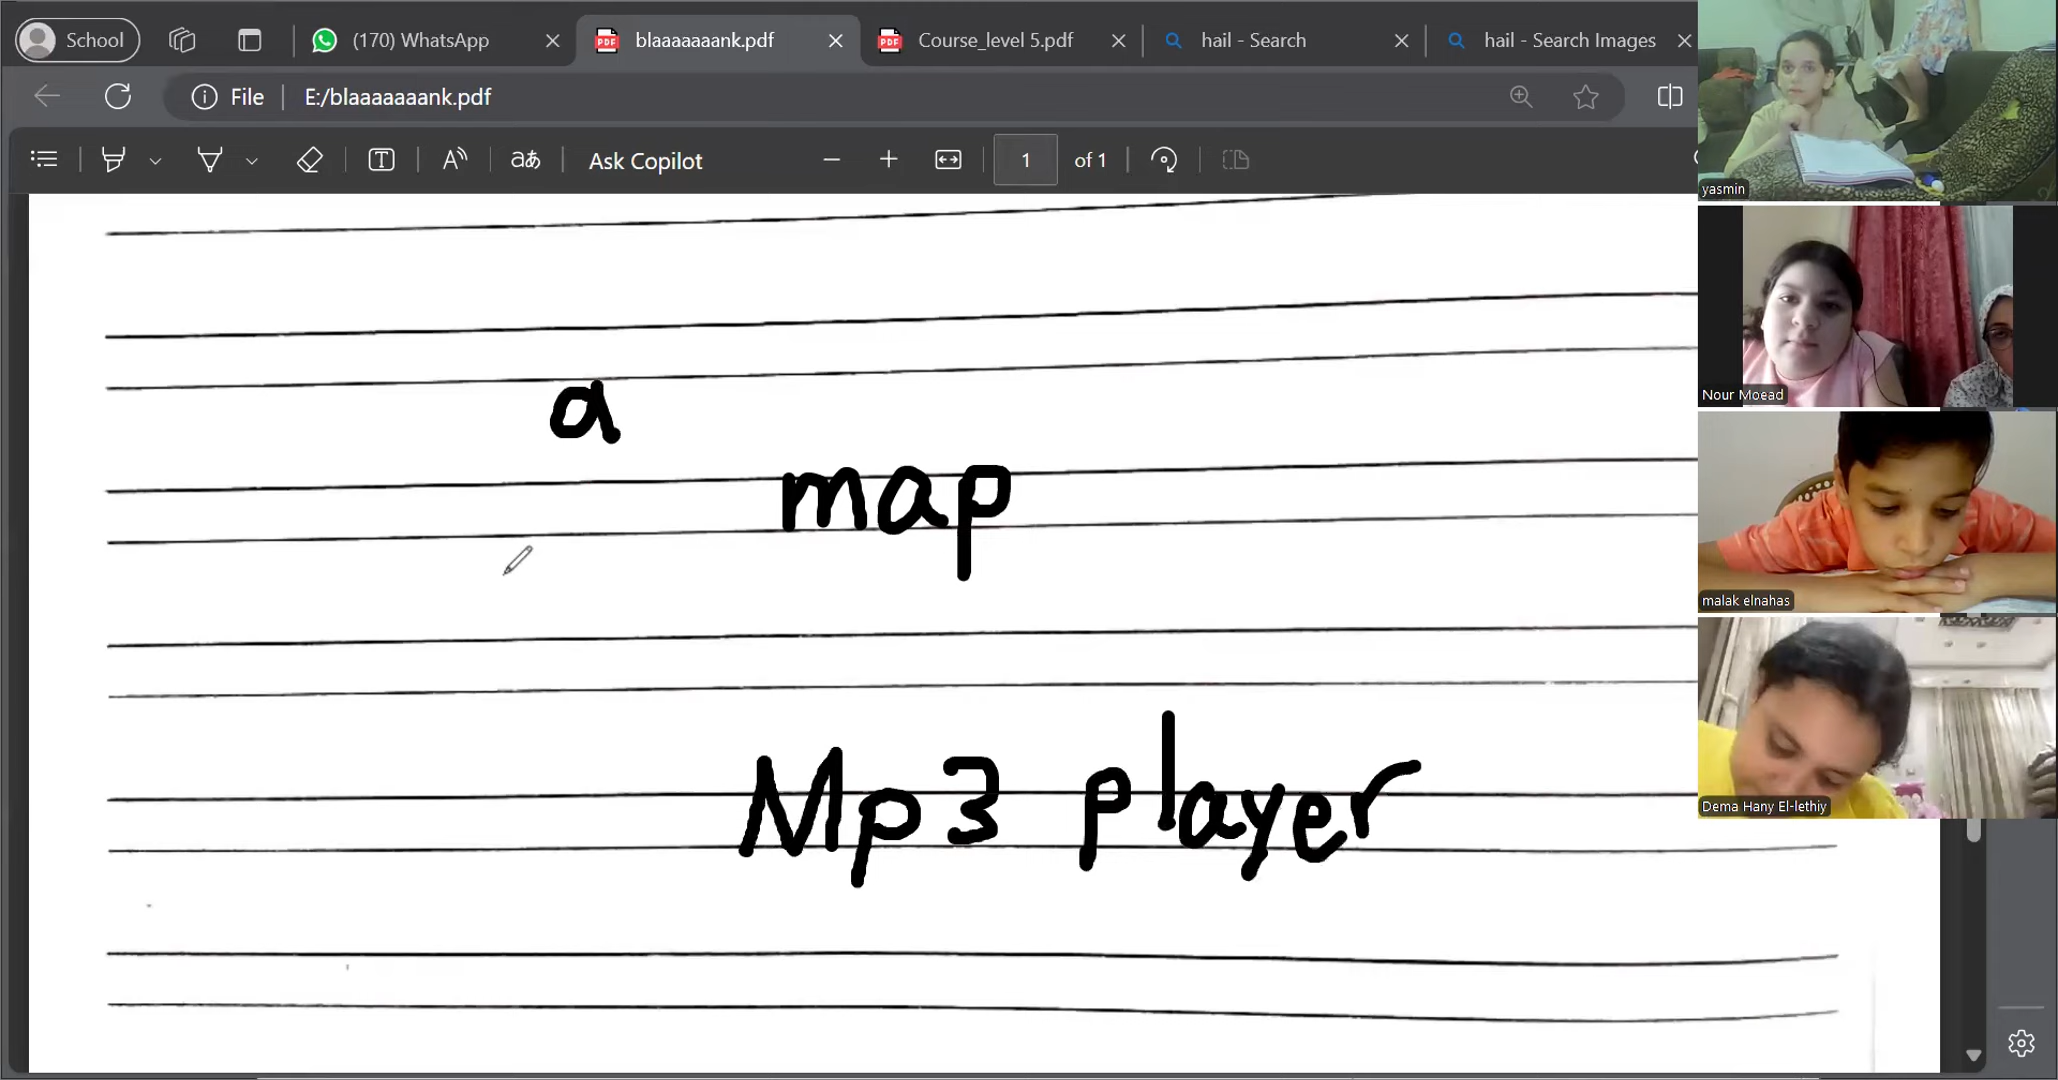 School
(170) WhatsApp
blaaaaaaank.pdf
Course_level 5.pdf
hail - Search
hail - Search Images
File
E:/blaaaaaaank.pdf
Ask Copilot
1
of 1
a
map
Mp3 player
yasmin
Nour Moead
malak elnahas
Dema Hany El-lethiy